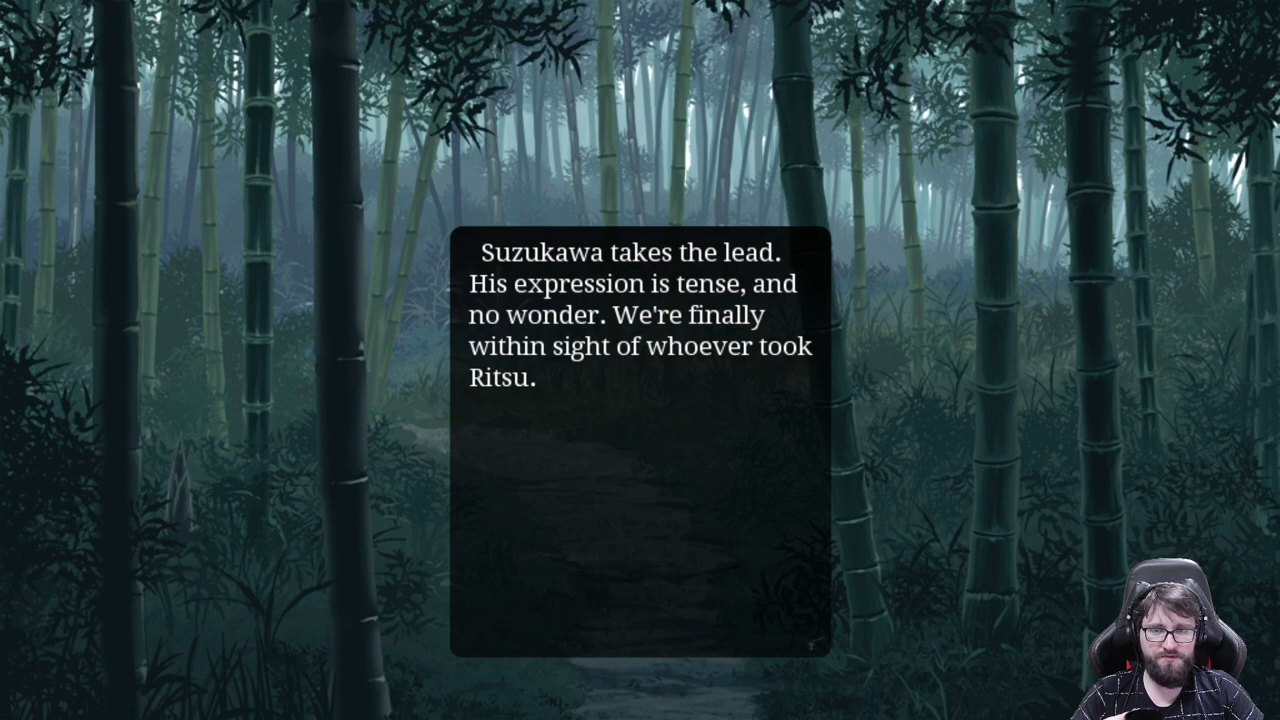 Suzukawa takes the lead.
His expression is tense, and
no wonder. We're finally
within sight of whoever took
Ritsu.